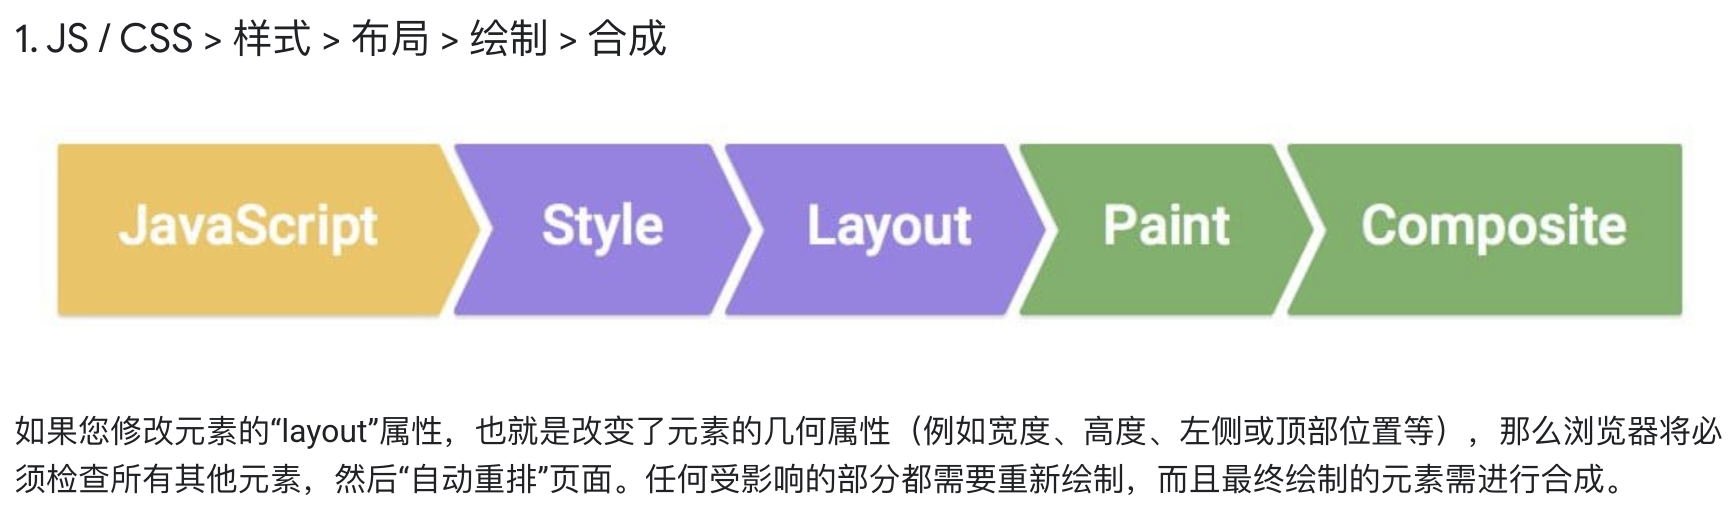 1. JS / CSS > 样式 > 布局 > 绘制 > 合成
JavaScript
Style
Layout
Paint
Composite
如果您修改元素的“layout”属性，也就是改变了元素的几何属性（例如宽度、高度、左侧或顶部位置等），那么浏览器将必
须检查所有其他元素，然后“自动重排”页面。任何受影响的部分都需要重新绘制，而且最终绘制的元素需进行合成。